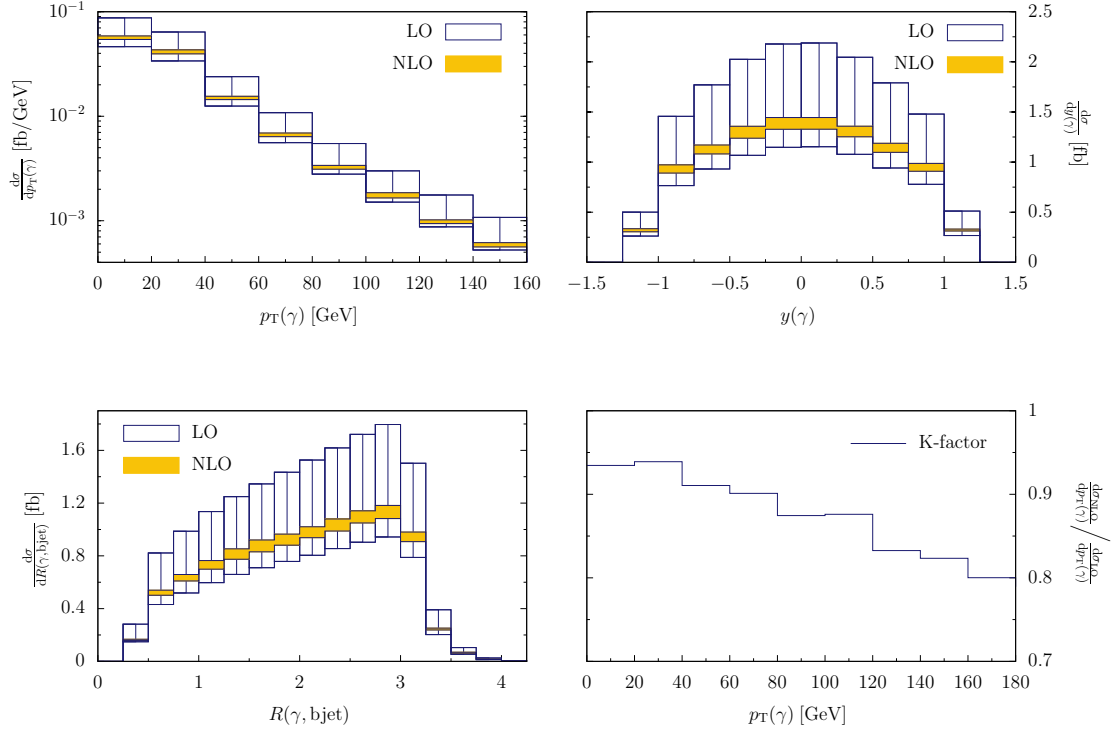 10⁻¹
10⁻²
10⁻³
dσ/dp_T(γ) [fb/GeV]
LO
NLO
0 20 40 60 80 100 120 140 160
p_T(γ) [GeV]
LO
NLO
2.5
2
1.5
1
0.5
0
dσ/dy(γ) [fb]
−1.5 −1 −0.5 0 0.5 1 1.5
y(γ)
1.6
1.2
0.8
0.4
0
dσ/dR(γ,bjet) [fb]
LO
NLO
0 1 2 3 4
R(γ, bjet)
K-factor
1
0.9
0.8
0.7
dσ_NLO/dp_T(γ) / dσ_LO/dp_T(γ)
0 20 40 60 80 100 120 140 160 180
p_T(γ) [GeV]